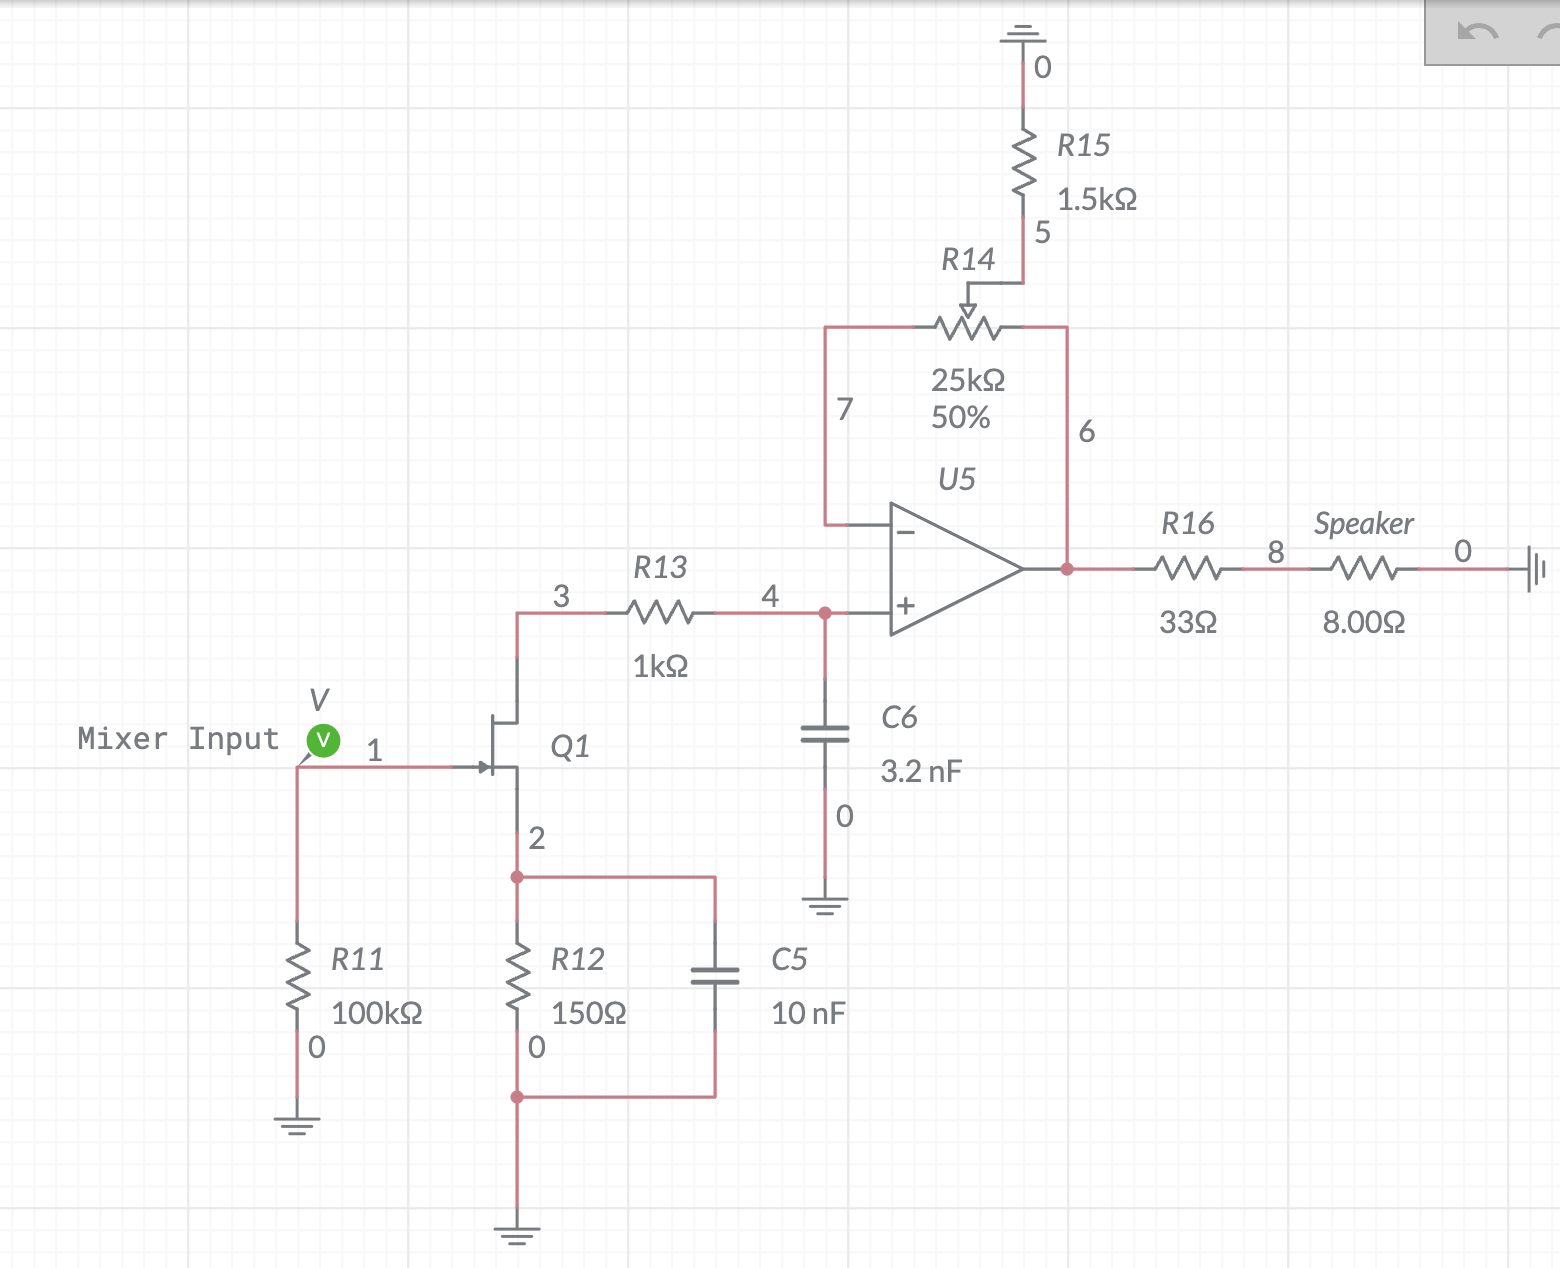 0
R15
1.5kΩ
5
R14
25kΩ
50%
7
6
U5
R16
Speaker
8
0
33Ω
8.00Ω
R13
3
4
1kΩ
V
Mixer Input
V
1
Q1
C6
3.2 nF
0
2
R11
100kΩ
0
R12
150Ω
0
C5
10 nF